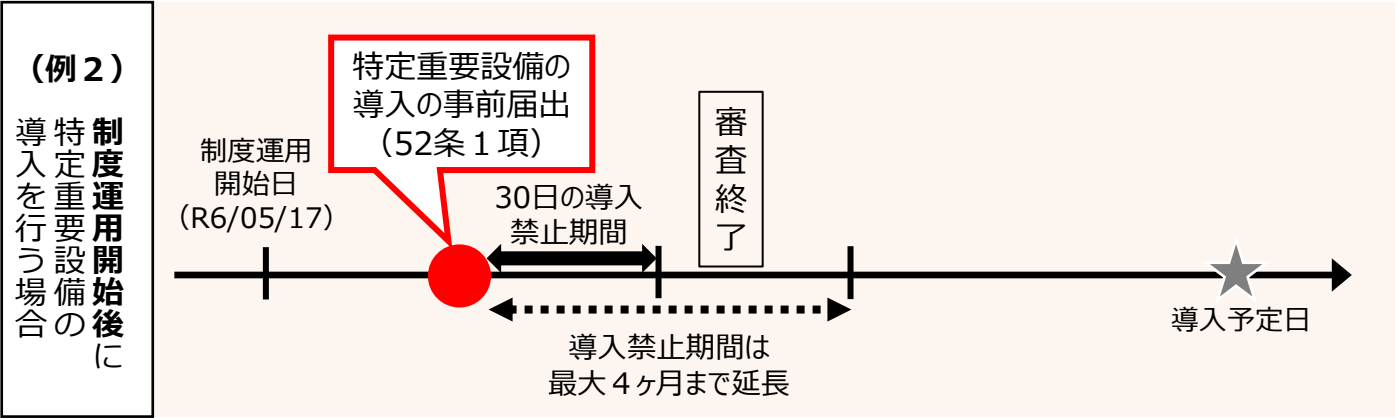 （例２）
制度運用開始後に
特定重要設備の
導入を行う場合
制度運用
開始日
（R6/05/17）
特定重要設備の
導入の事前届出
（52条１項）
30日の導入
禁止期間
審査終了
導入禁止期間は
最大４ヶ月まで延長
導入予定日